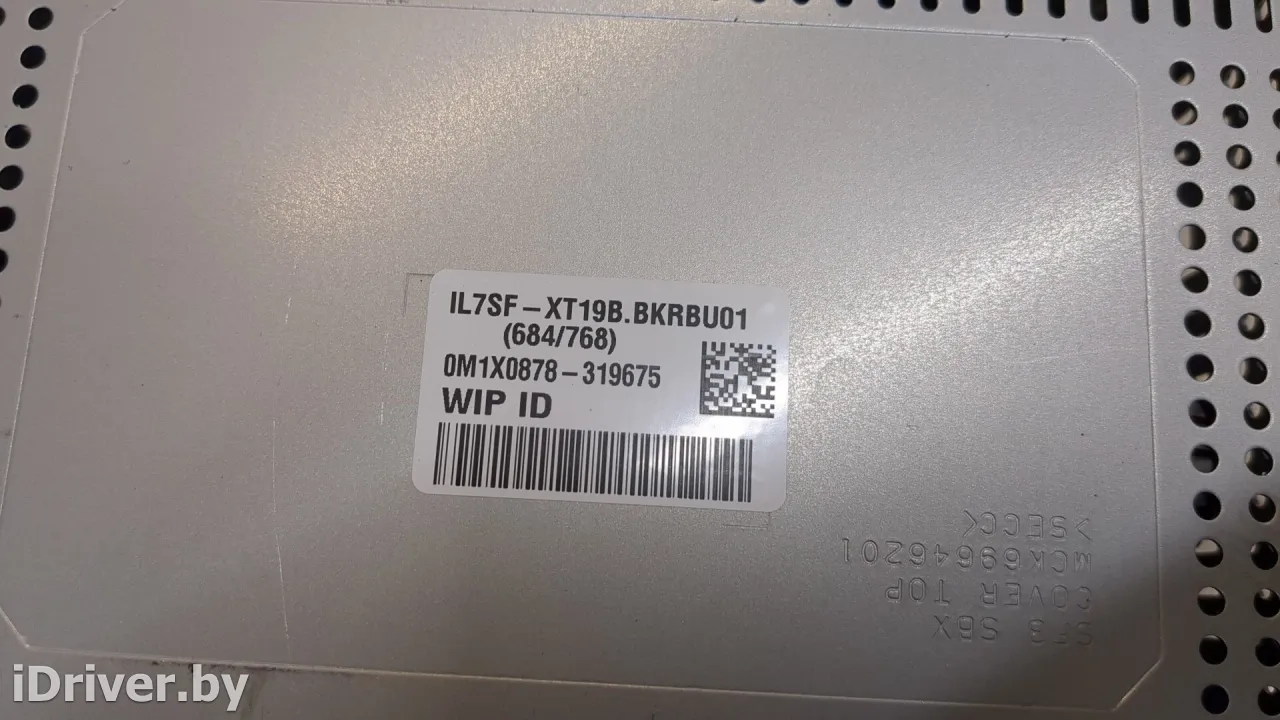 IL7SF-XT19B.BKRBU01
(684/768)
0M1X0878-319675
WIP ID
SF3 SBX
COVER TOP
MCK69646201
>SECC<
iDriver.by